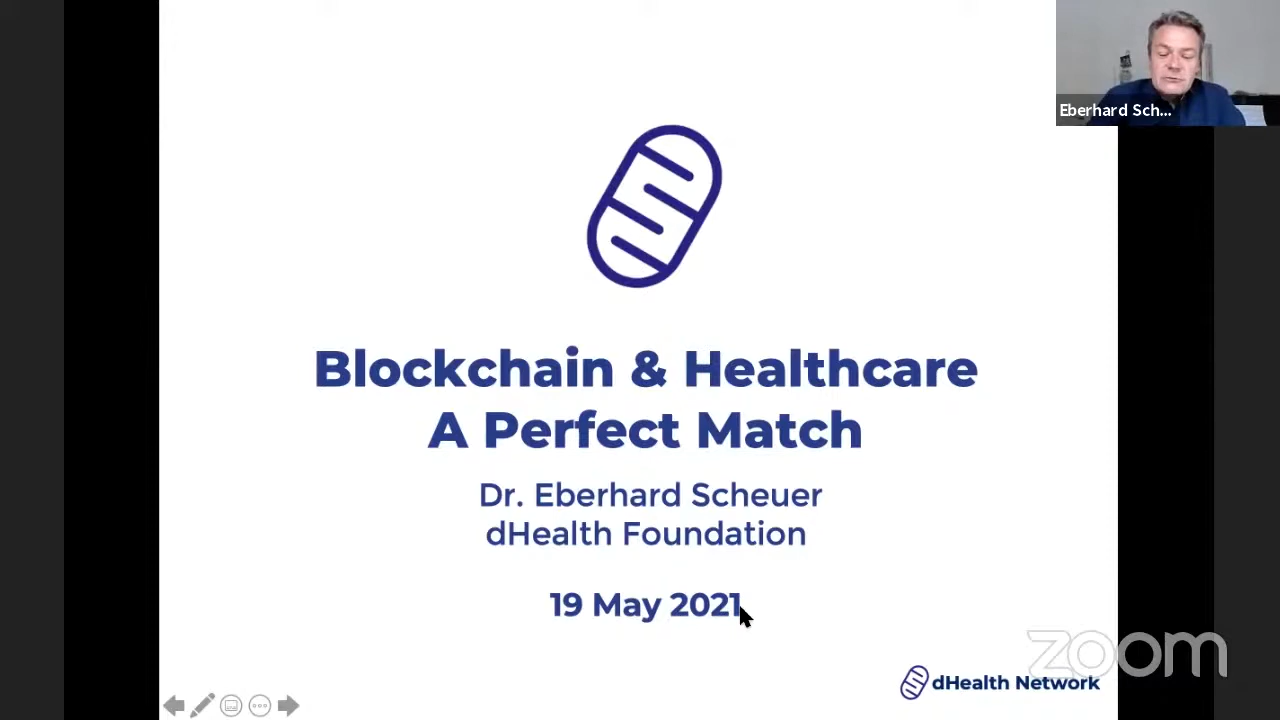 Eberhard Sch...
Blockchain & Healthcare
A Perfect Match
Dr. Eberhard Scheuer
dHealth Foundation
19 May 2021
zoom
dHealth Network